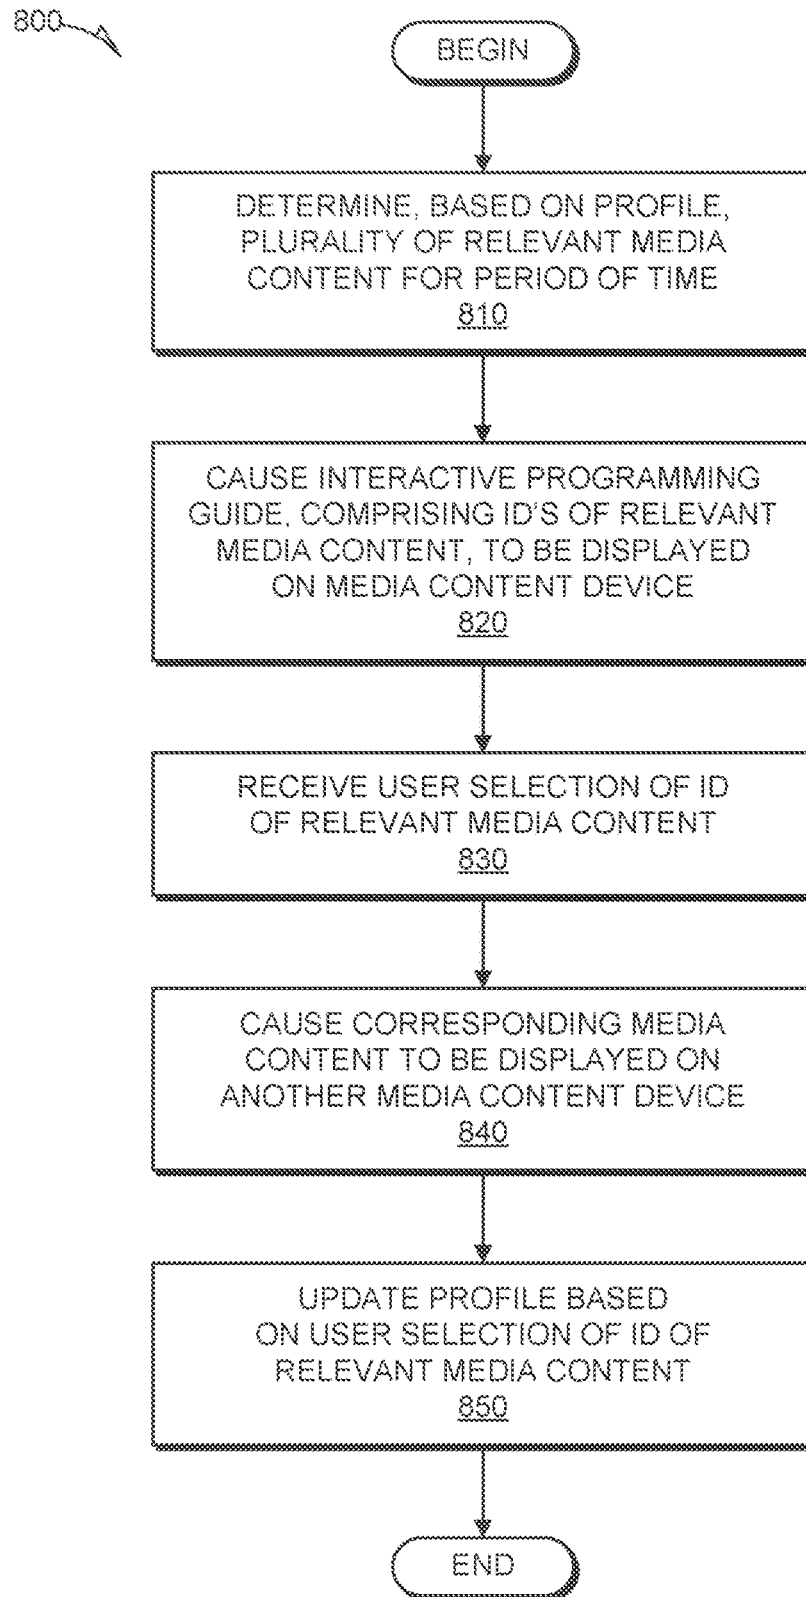 800
BEGIN
DETERMINE, BASED ON PROFILE,
PLURALITY OF RELEVANT MEDIA
CONTENT FOR PERIOD OF TIME
810
CAUSE INTERACTIVE PROGRAMMING
GUIDE, COMPRISING ID'S OF RELEVANT
MEDIA CONTENT, TO BE DISPLAYED
ON MEDIA CONTENT DEVICE
820
RECEIVE USER SELECTION OF ID
OF RELEVANT MEDIA CONTENT
830
CAUSE CORRESPONDING MEDIA
CONTENT TO BE DISPLAYED ON
ANOTHER MEDIA CONTENT DEVICE
840
UPDATE PROFILE BASED
ON USER SELECTION OF ID OF
RELEVANT MEDIA CONTENT
850
END